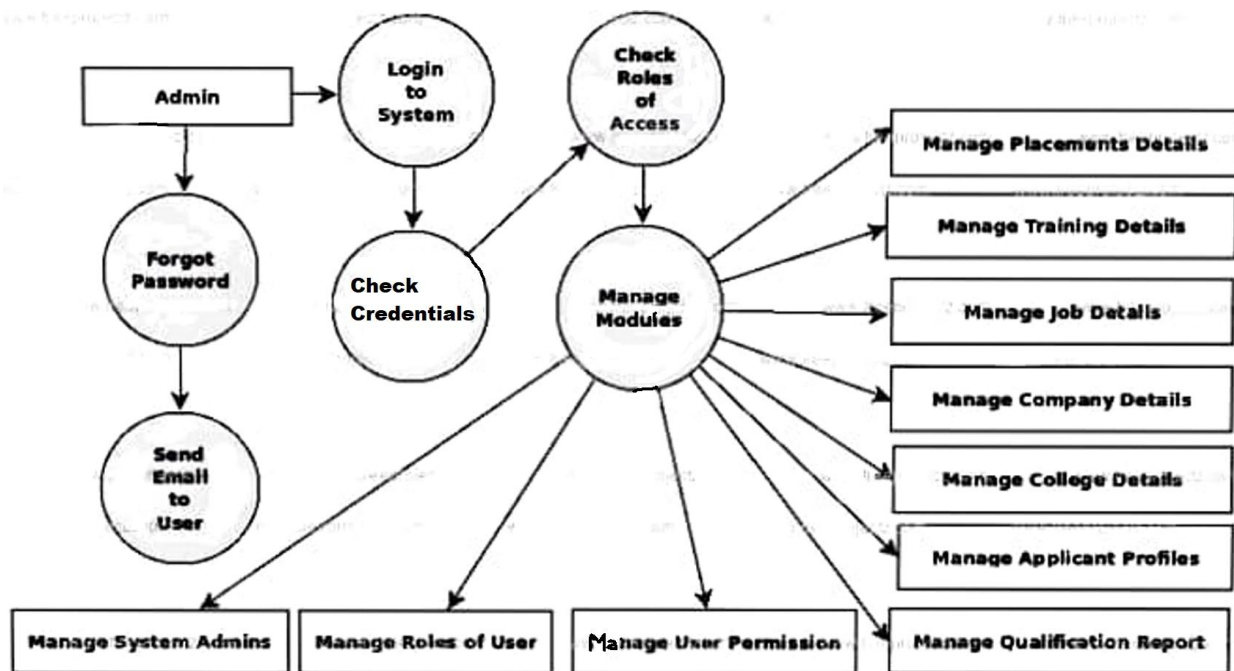 Admin
Login
to
System
Check
Roles
of
Access
Forgot
Password
Check
Credentials
Manage
Modules
Send
Email
to
User
Manage Placements Details
Manage Training Details
Manage Job Details
Manage Company Details
Manage College Details
Manage Applicant Profiles
Manage System Admins
Manage Roles of User
Manage User Permission
Manage Qualification Report